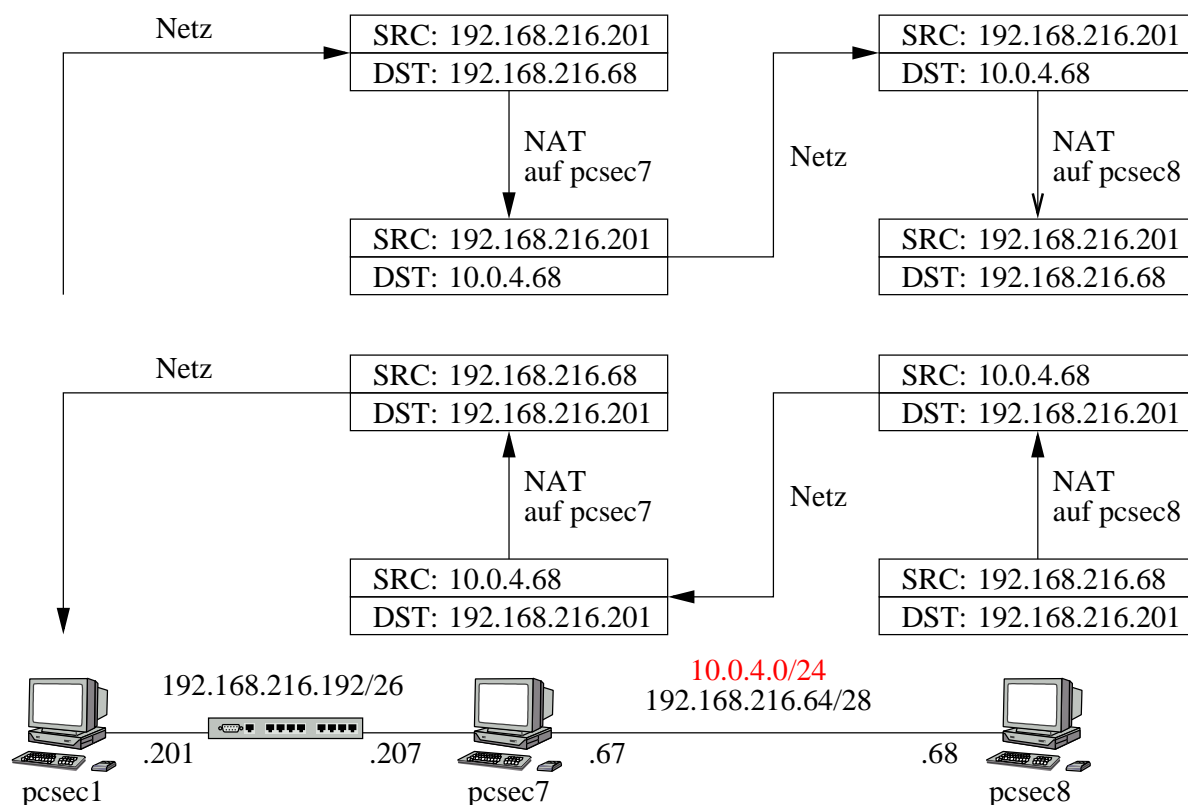 Netz
SRC: 192.168.216.201
DST: 192.168.216.68
SRC: 192.168.216.201
DST: 10.0.4.68
NAT
auf pcsec7
Netz
NAT
auf pcsec8
SRC: 192.168.216.201
DST: 10.0.4.68
SRC: 192.168.216.201
DST: 192.168.216.68
Netz
SRC: 192.168.216.68
DST: 192.168.216.201
SRC: 10.0.4.68
DST: 192.168.216.201
NAT
auf pcsec7
Netz
NAT
auf pcsec8
SRC: 10.0.4.68
DST: 192.168.216.201
SRC: 192.168.216.68
DST: 192.168.216.201
192.168.216.192/26
10.0.4.0/24
192.168.216.64/28
.201
.207
.67
.68
pcsec1
pcsec7
pcsec8